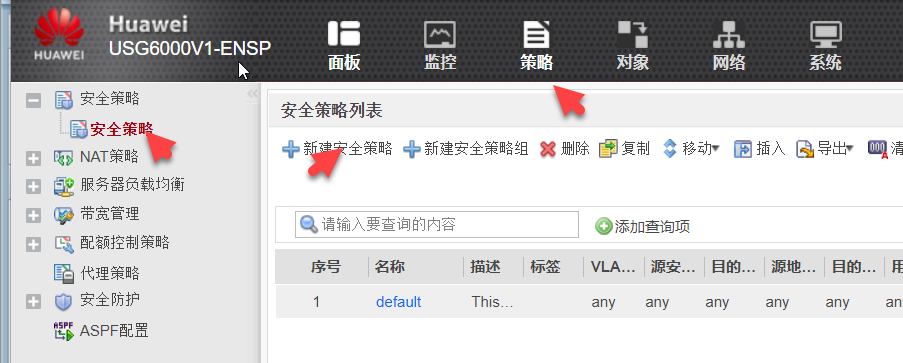 HUAWEI
Huawei
USG6000V1-ENSP
面板 监控 策略 对象 网络 系统
安全策略
安全策略
NAT策略
服务器负载均衡
带宽管理
配额控制策略
代理策略
安全防护
ASPF ASPF配置
安全策略列表
新建安全策略 新建安全策略组 删除 复制 移动 插入 导出 清
请输入要查询的内容 添加查询项
序号 名称 描述 标签 VLA... 源安... 目的... 源地... 目的... 用
1 default This... any any any any any an